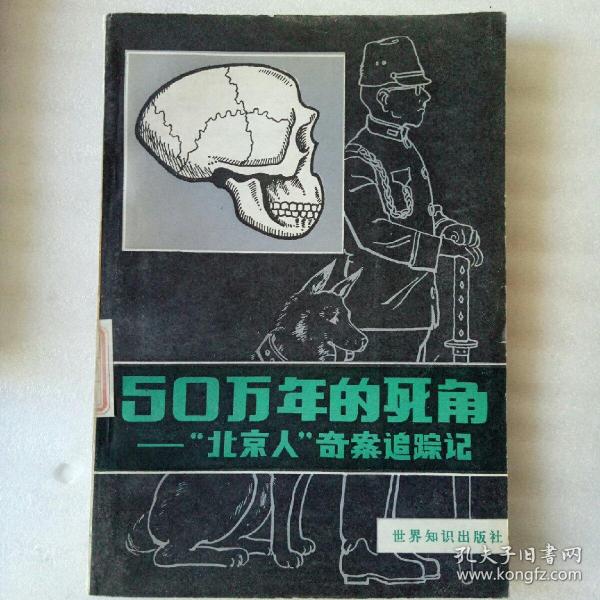 50万年的死角
——“北京人”奇案追踪记
世界知识出版社
孔夫子旧书网
www.kongfz.com